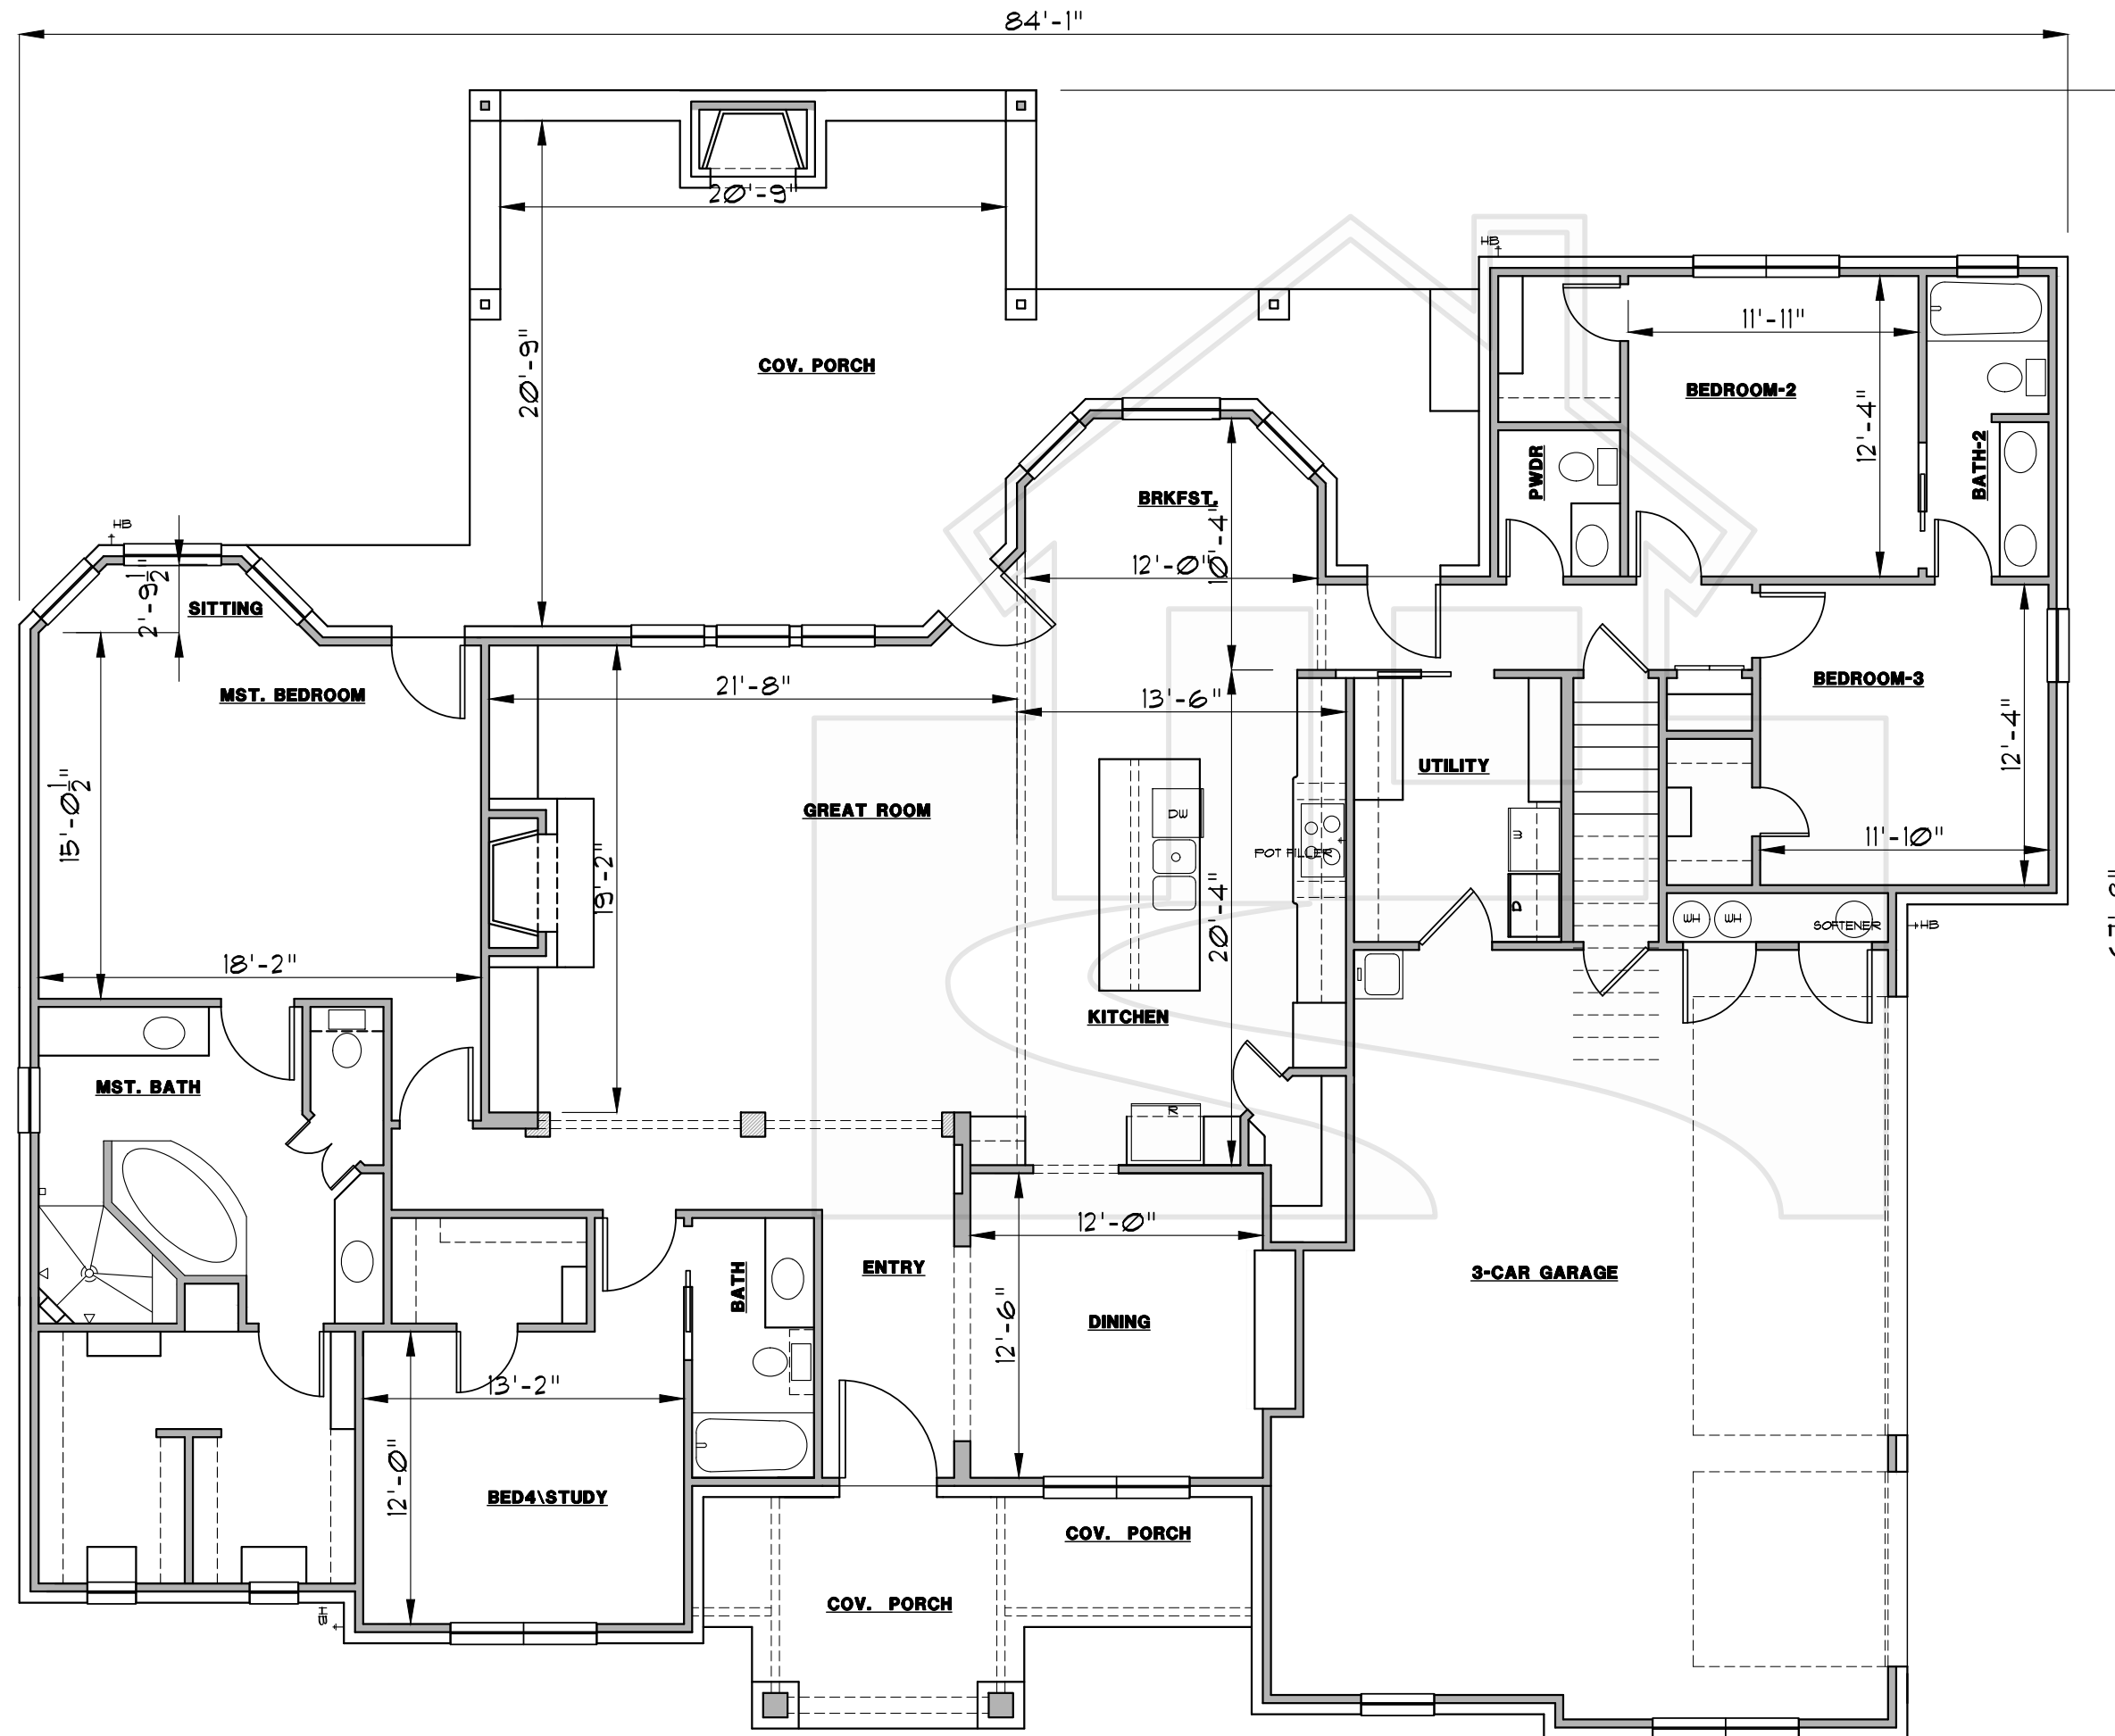 84'-1"
20'-9"
HB
11'-11"
20'-9"
COV. PORCH
BEDROOM-2
12'-4"
PWDR
BATH-2
BRKFST.
10'-4"
HB
12'-0"
2'-9 1/2"
SITTING
MST. BEDROOM
21'-8"
13'-6"
BEDROOM-3
12'-4"
UTILITY
15'-0 1/2"
GREAT ROOM
DW
W
11'-10"
POT FILLER
19'-2"
20'-4"
D
WH
WH
SOFTENER
HB
18'-2"
KITCHEN
MST. BATH
R
12'-0"
ENTRY
BATH
3-CAR GARAGE
12'-6"
DINING
13'-2"
12'-0"
BED4\STUDY
COV. PORCH
COV. PORCH
HB